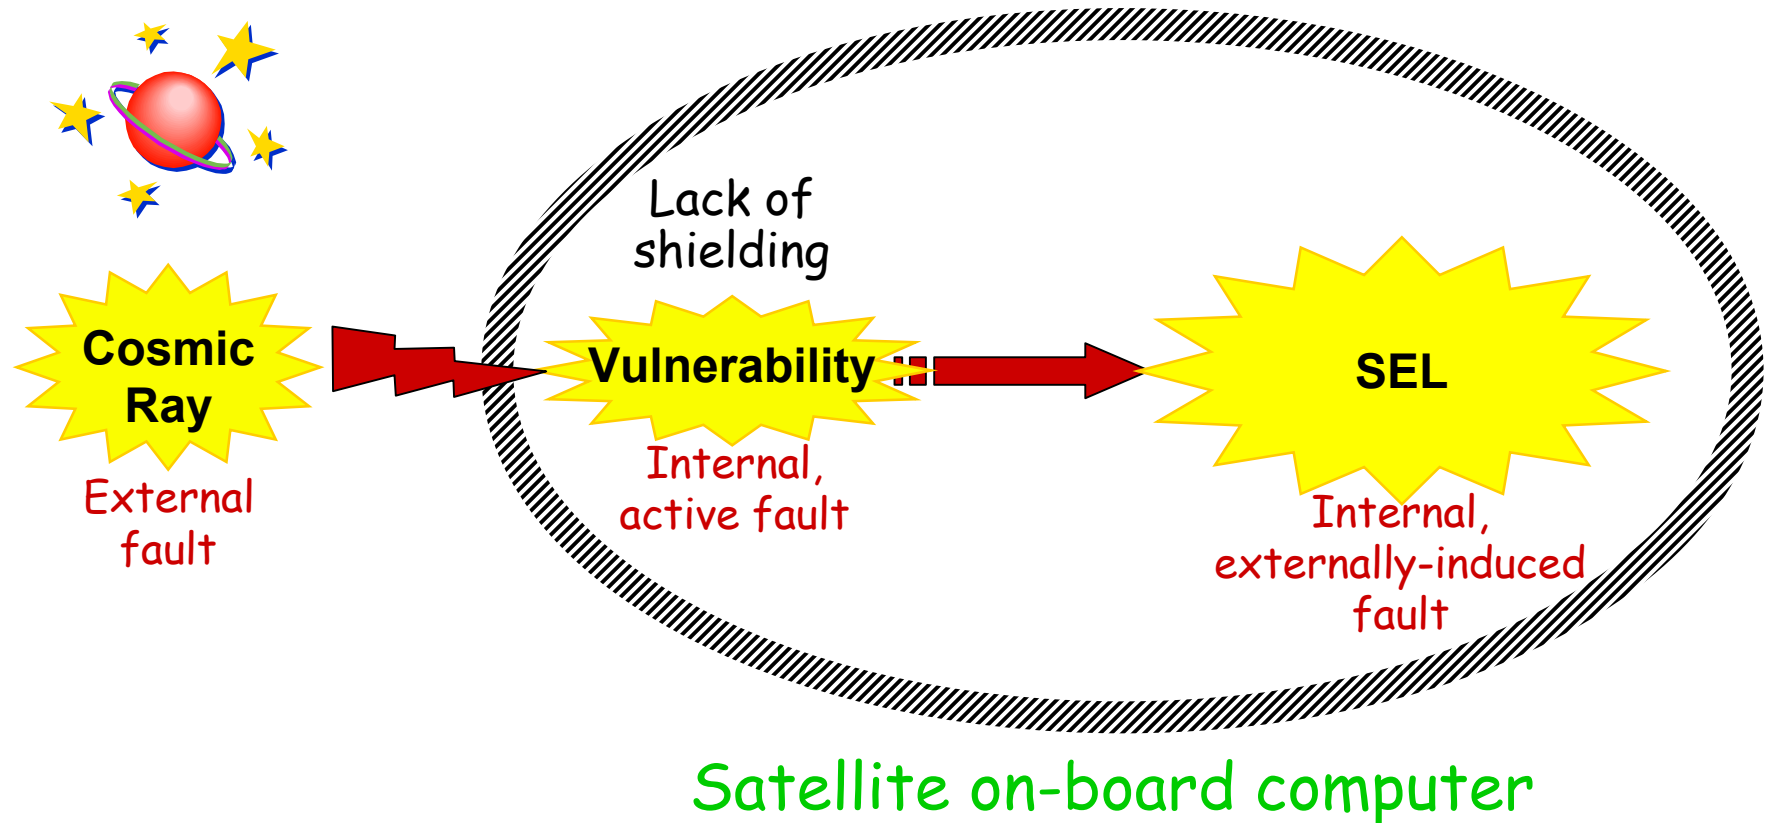 Lack of
shielding
Cosmic
Ray
Vulnerability
SEL
External
fault
Internal,
active fault
Internal,
externally-induced
fault
Satellite on-board computer